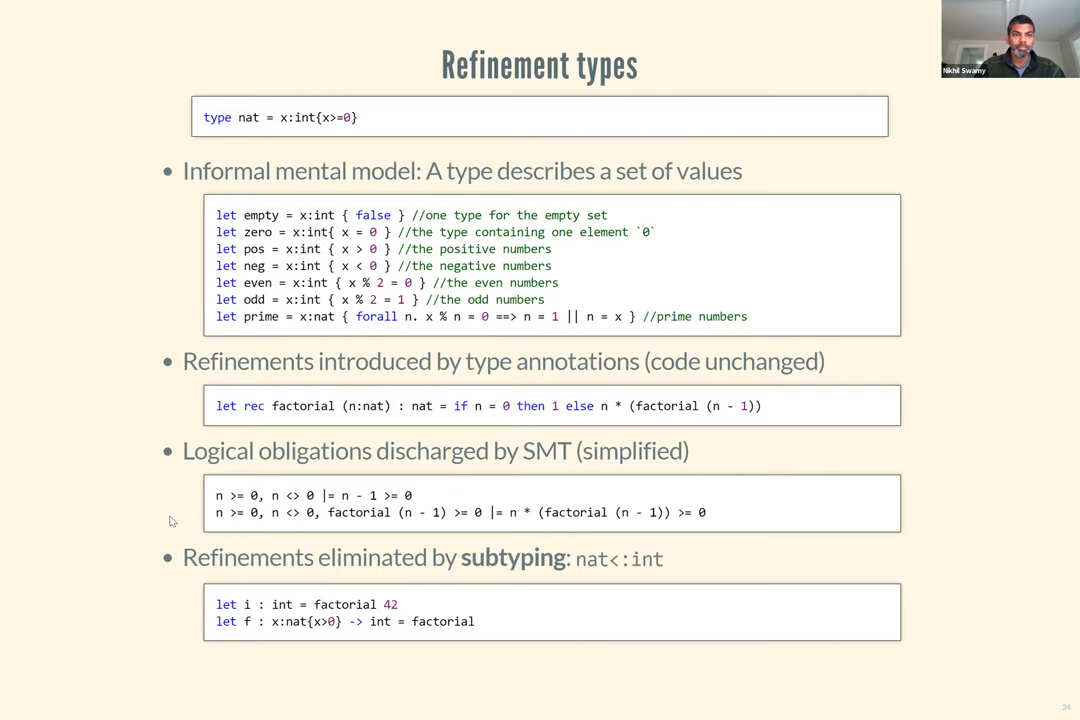 Refinement types
Nikhil Swamy
type nat = x:int{x>=0}
• Informal mental model: A type describes a set of values
let empty = x:int { false } //one type for the empty set
let zero = x:int{ x = 0 } //the type containing one element `0`
let pos = x:int { x > 0 } //the positive numbers
let neg = x:int { x < 0 } //the negative numbers
let even = x:int { x % 2 = 0 } //the even numbers
let odd = x:int { x % 2 = 1 } //the odd numbers
let prime = x:nat { forall n. x % n = 0 ==> n = 1 || n = x } //prime numbers
• Refinements introduced by type annotations (code unchanged)
let rec factorial (n:nat) : nat = if n = 0 then 1 else n * (factorial (n - 1))
• Logical obligations discharged by SMT (simplified)
n >= 0, n <> 0 |= n - 1 >= 0
n >= 0, n <> 0, factorial (n - 1) >= 0 |= n * (factorial (n - 1)) >= 0
• Refinements eliminated by subtyping: nat<:int
let i : int = factorial 42
let f : x:nat{x>0} -> int = factorial
24